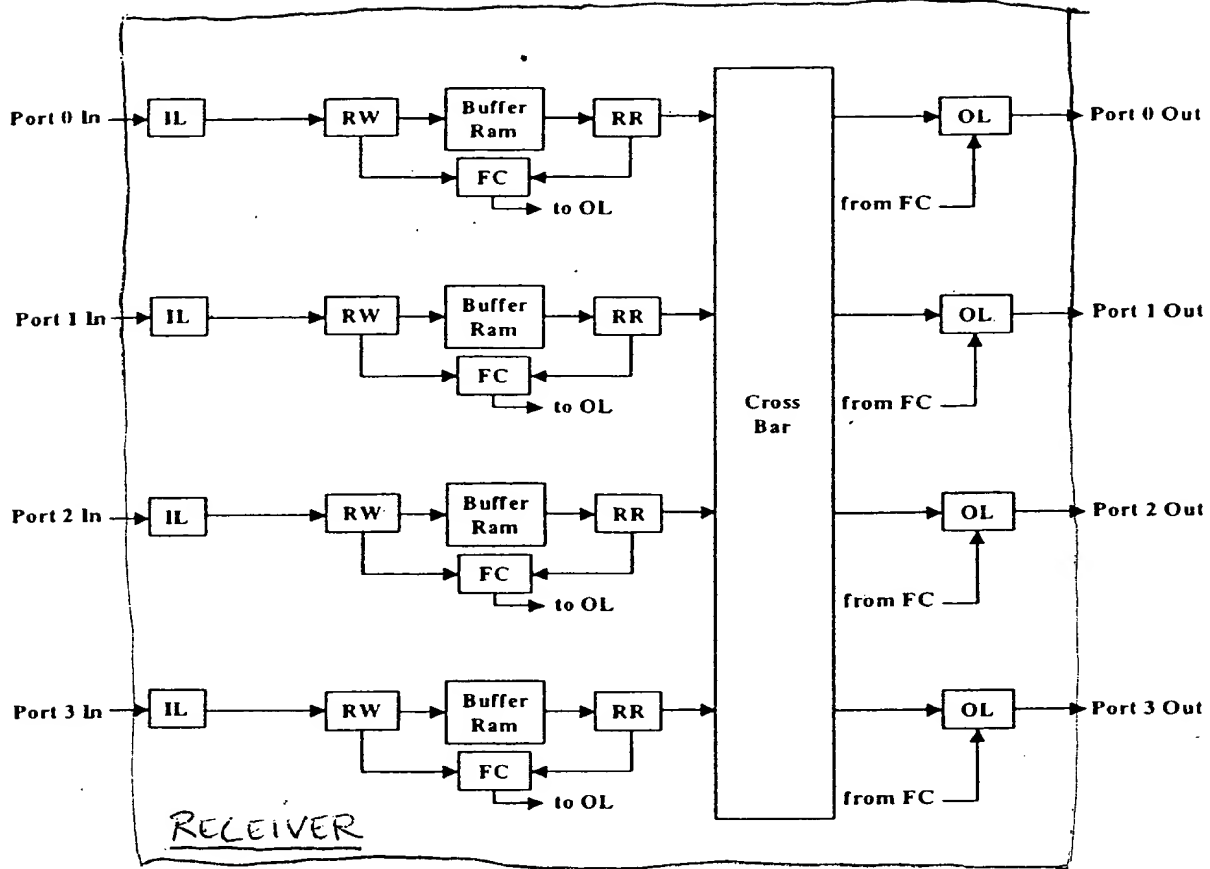 Port 0 In
IL
RW
Buffer
Ram
RR
FC
to OL
OL
from FC
Port 0 Out
Port 1 In
IL
RW
Buffer
Ram
RR
FC
to OL
OL
from FC
Port 1 Out
Cross
Bar
Port 2 In
IL
RW
Buffer
Ram
RR
FC
to OL
OL
from FC
Port 2 Out
Port 3 In
IL
RW
Buffer
Ram
RR
FC
to OL
OL
from FC
Port 3 Out
RECEIVER